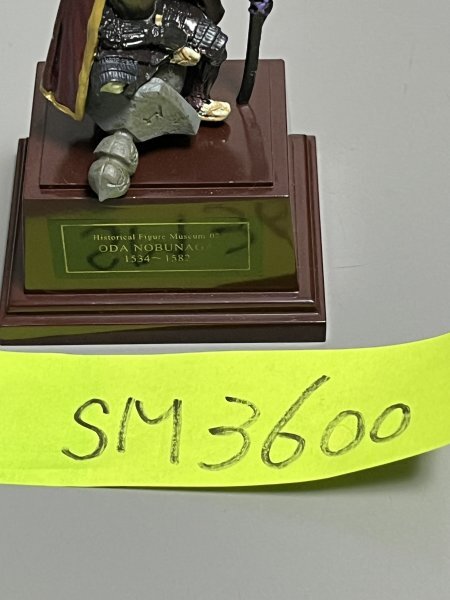 Historical Figure Museum 02
ODA NOBUNAGA
1534～1582
SM3600